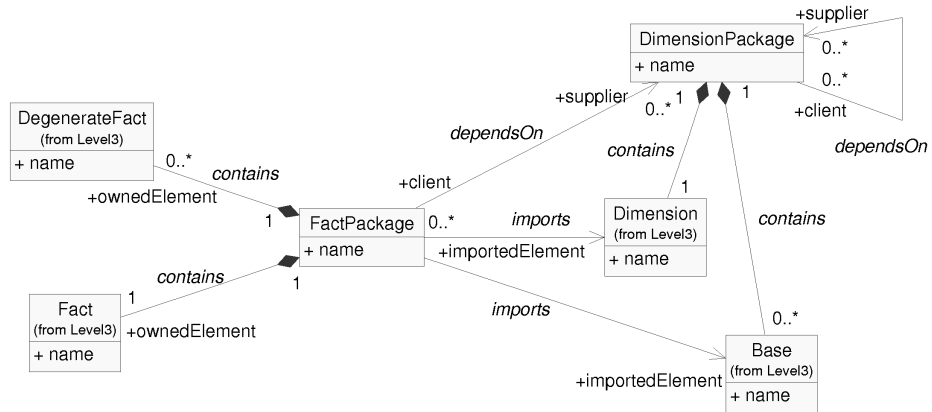 +supplier
DimensionPackage
+ name
0..*
0..*
+client
dependsOn
+supplier
0..*
1
1
DegenerateFact
(from Level3)
+ name
0..*
contains
+ownedElement
1
dependsOn
+client
contains
1
FactPackage
+ name
0..*
imports
+importedElement
Dimension
(from Level3)
+ name
contains
contains
1
1
+ownedElement
Fact
(from Level3)
+ name
imports
0..*
+importedElement
Base
(from Level3)
+ name